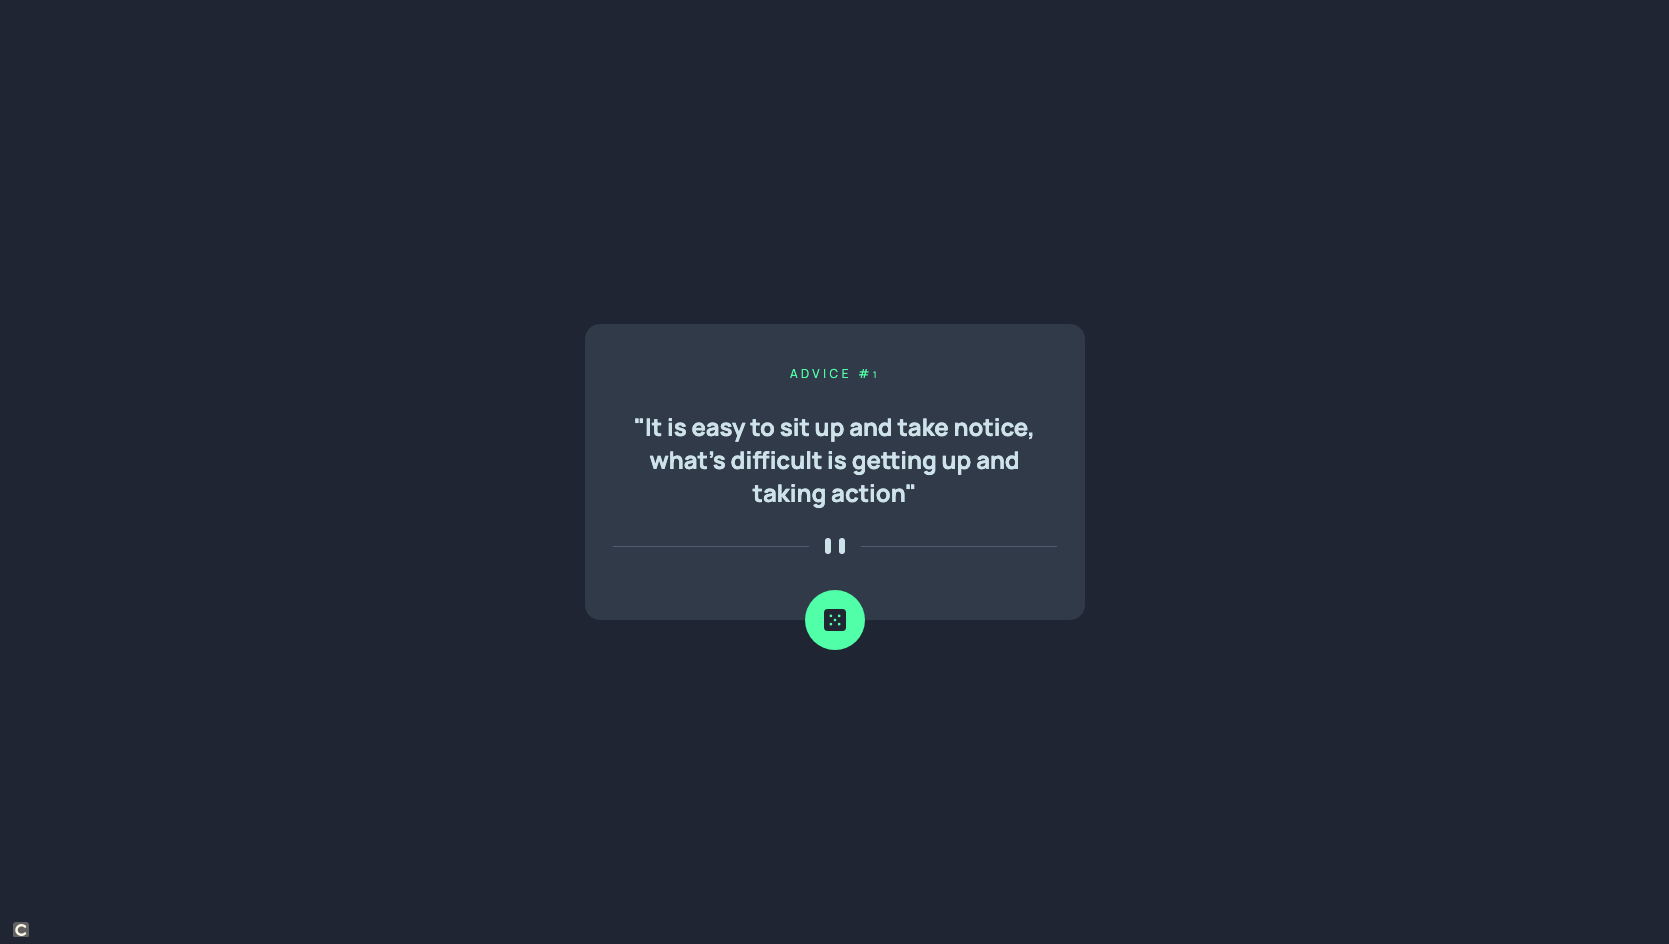 ADVICE #1
"It is easy to sit up and take notice,
what's difficult is getting up and
taking action"
C